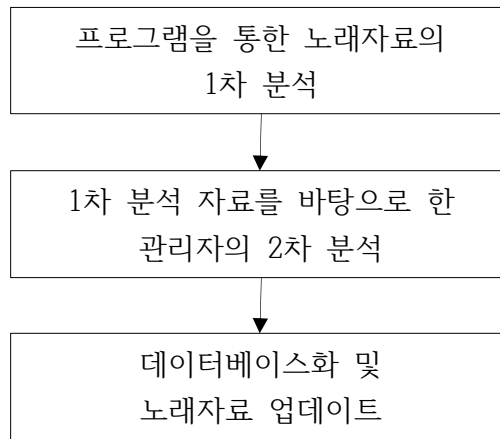 프로그램을 통한 노래자료의
1차 분석
1차 분석 자료를 바탕으로 한
관리자의 2차 분석
데이터베이스화 및
노래자료 업데이트